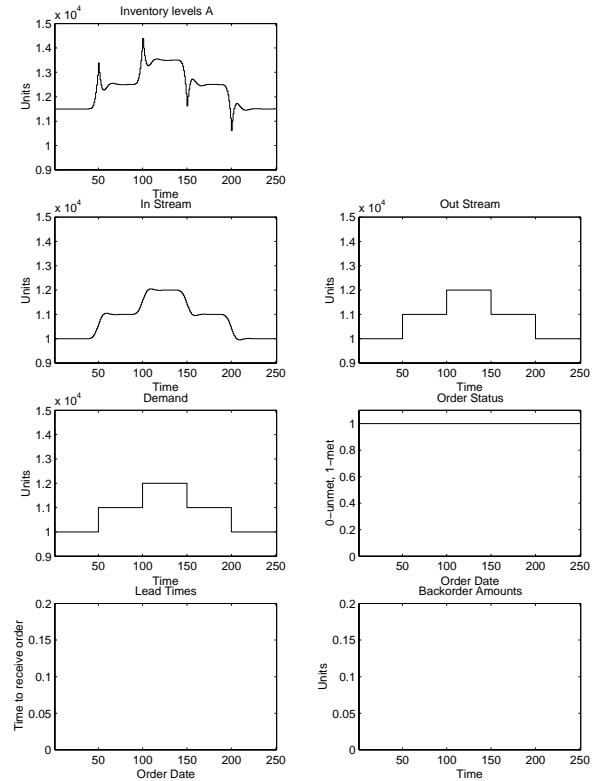 Inventory levels A
x 10^4
1.5
1.4
1.3
1.2
1.1
1
0.9
Units
50 100 150 200 250
Time
In Stream
x 10^4
1.5
1.4
1.3
1.2
1.1
1
0.9
Units
50 100 150 200 250
Time
Out Stream
x 10^4
1.5
1.4
1.3
1.2
1.1
1
0.9
Units
50 100 150 200 250
Time
Demand
x 10^4
1.5
1.4
1.3
1.2
1.1
1
0.9
Units
50 100 150 200 250
Time
Order Status
1
0.8
0.6
0.4
0.2
0
0−unmet, 1−met
50 100 150 200 250
Order Date
Lead Times
0.2
0.15
0.1
0.05
0
Time to receive order
50 100 150 200 250
Order Date
Backorder Amounts
0.2
0.15
0.1
0.05
0
Units
50 100 150 200 250
Time